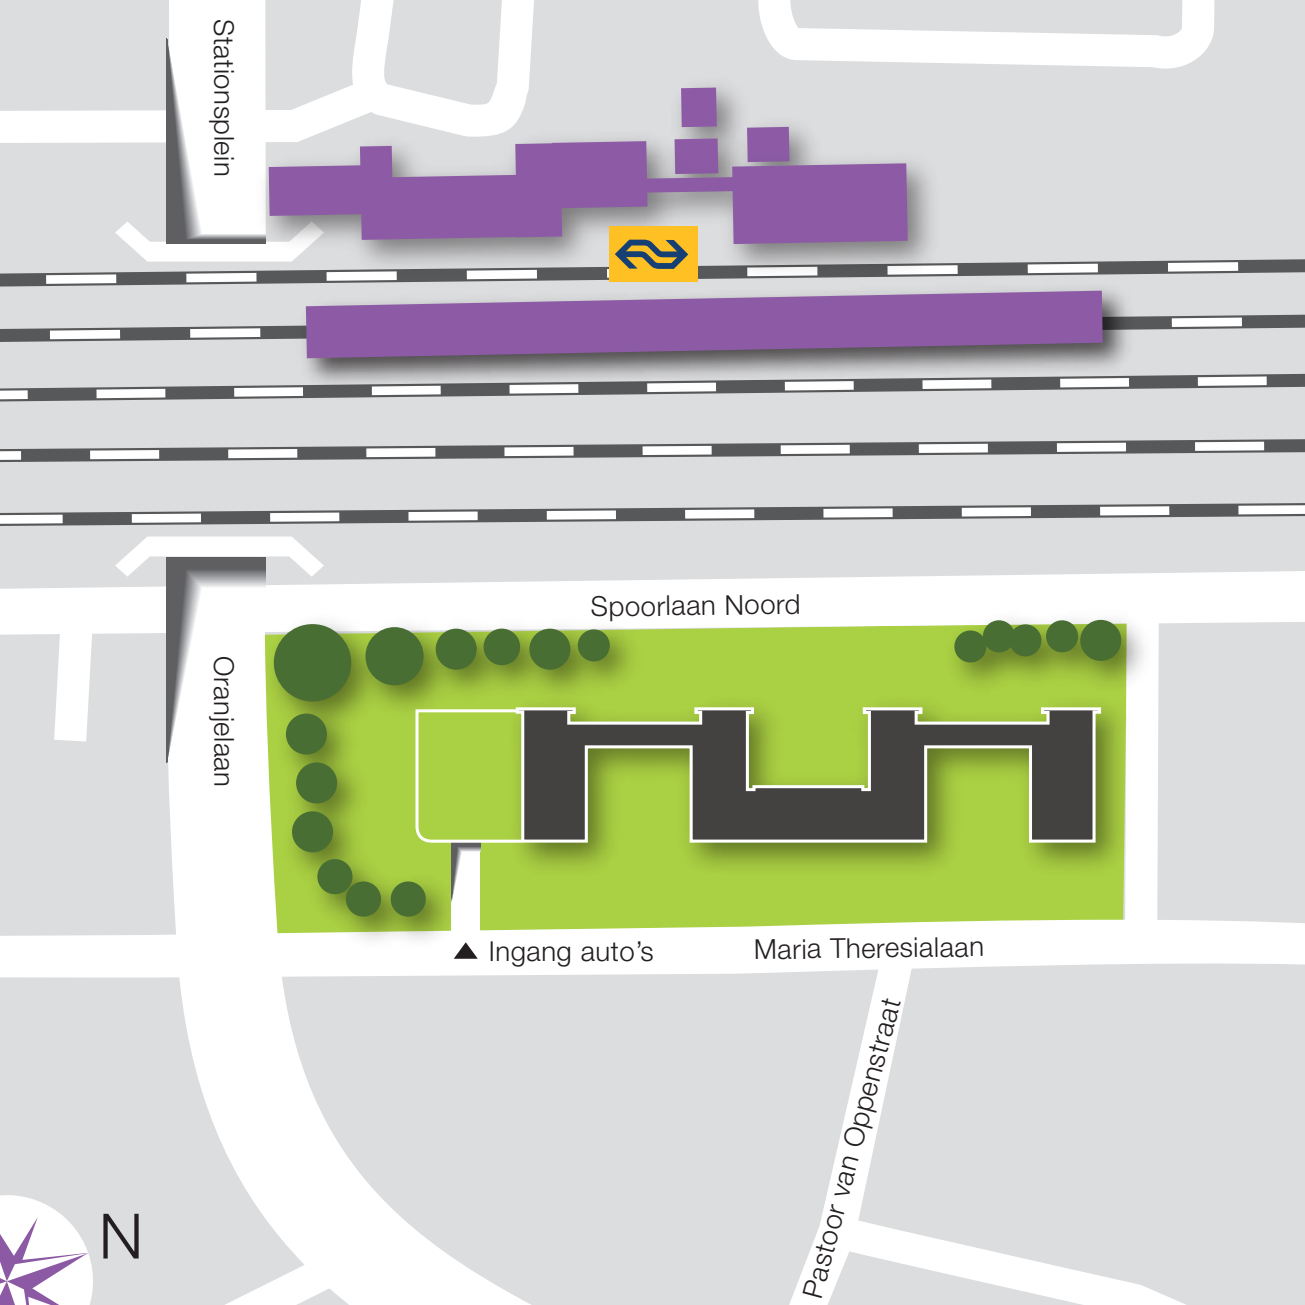 Stationsplein
Spoorlaan Noord
Oranjelaan
Ingang auto's
Maria Theresialaan
Pastoor van Oppenstraat
N